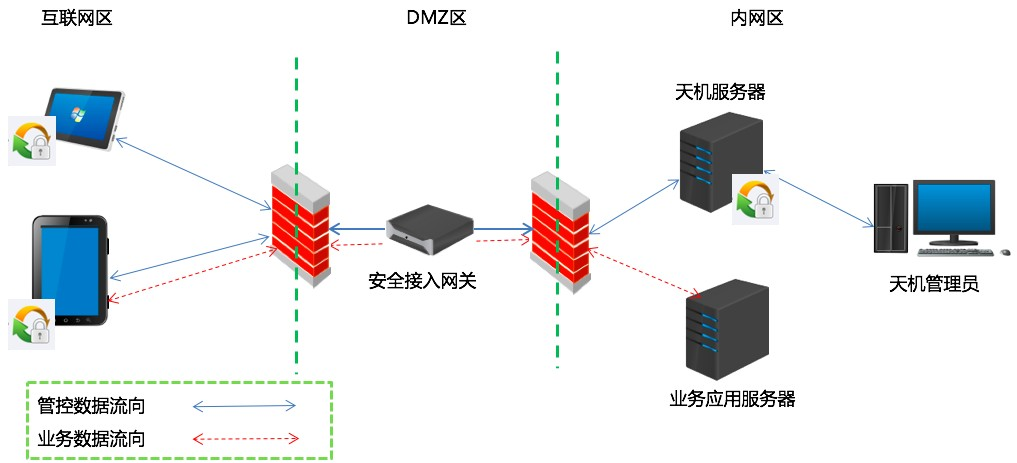 互联网区
DMZ区
内网区
天机服务器
安全接入网关
天机管理员
业务应用服务器
管控数据流向
业务数据流向